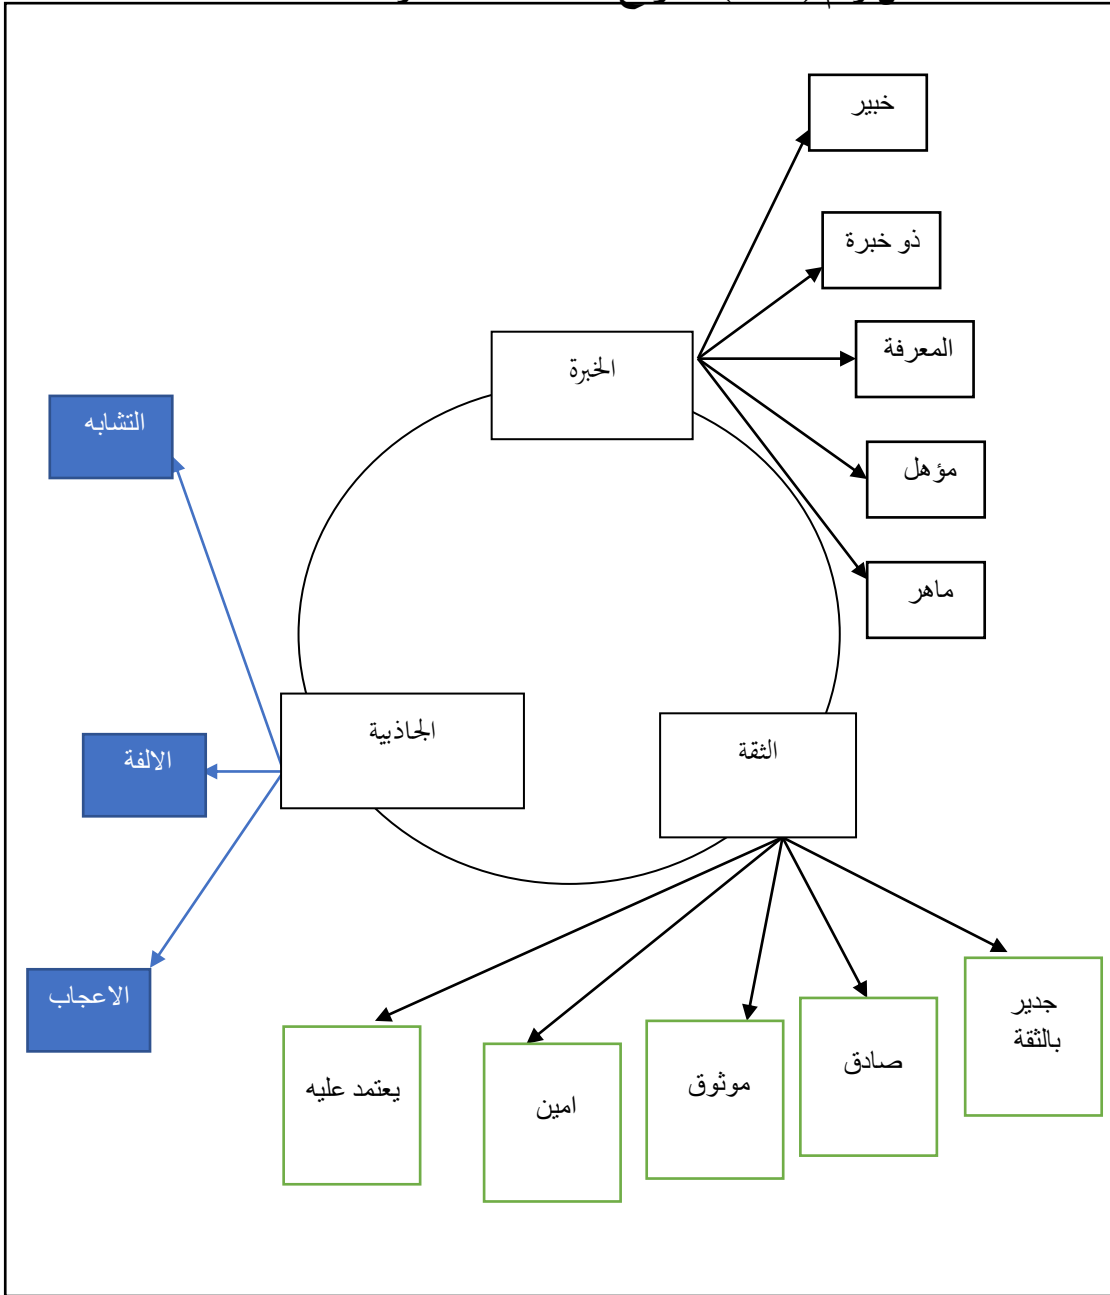 خبير
ذو خبرة
المعرفة
مؤهل
ماهر
الخبرة
التشابه
الالفة
الاعجاب
الجاذبية
الثقة
جدير
بالثقة
صادق
موثوق
امين
يعتمد عليه